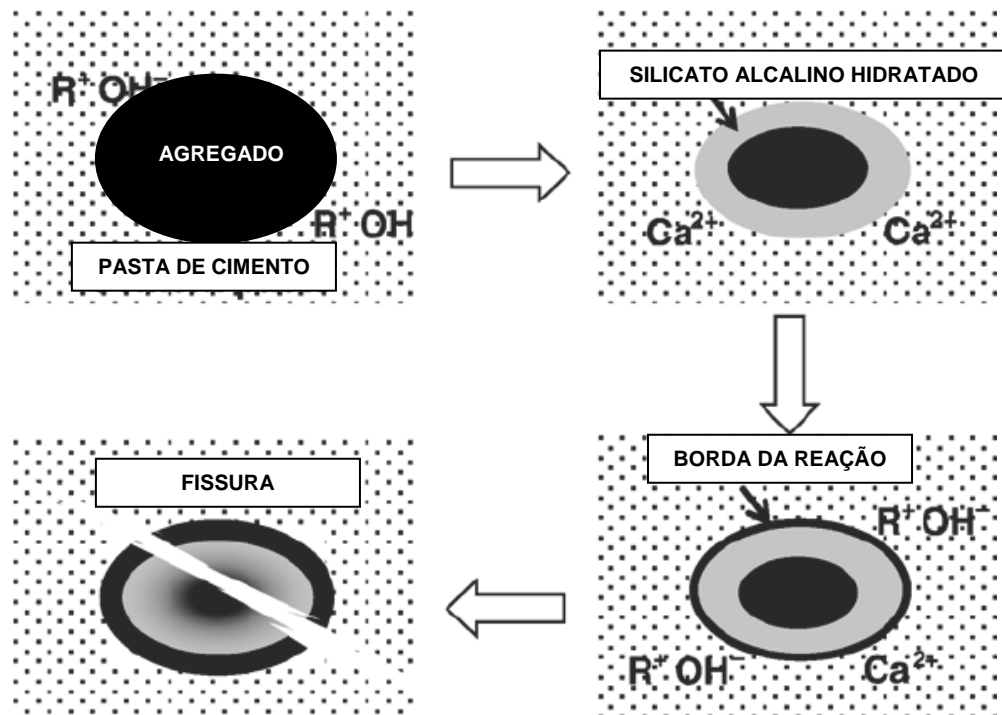 R⁺ OH⁻
AGREGADO
R⁺ OH
PASTA DE CIMENTO
SILICATO ALCALINO HIDRATADO
Ca²⁺
Ca²⁺
BORDA DA REAÇÃO
R⁺ OH⁻
R⁺ OH⁻
Ca²⁺
FISSURA